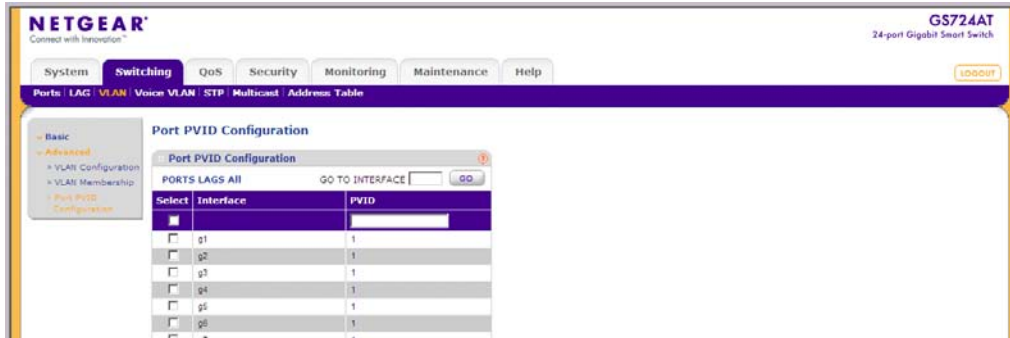 NETGEAR®
Connect with Innovation™
GS724AT
24-port Gigabit Smart Switch
System Switching QoS Security Monitoring Maintenance Help
LOGOUT
Ports LAG VLAN Voice VLAN STP Multicast Address Table
Basic
Advanced
VLAN Configuration
VLAN Membership
Port PVID
Configuration
Port PVID Configuration
Port PVID Configuration
PORTS LAGS All GO TO INTERFACE GO
Select Interface PVID
g1 1
g2 1
g3 1
g4 1
g5 1
g6 1